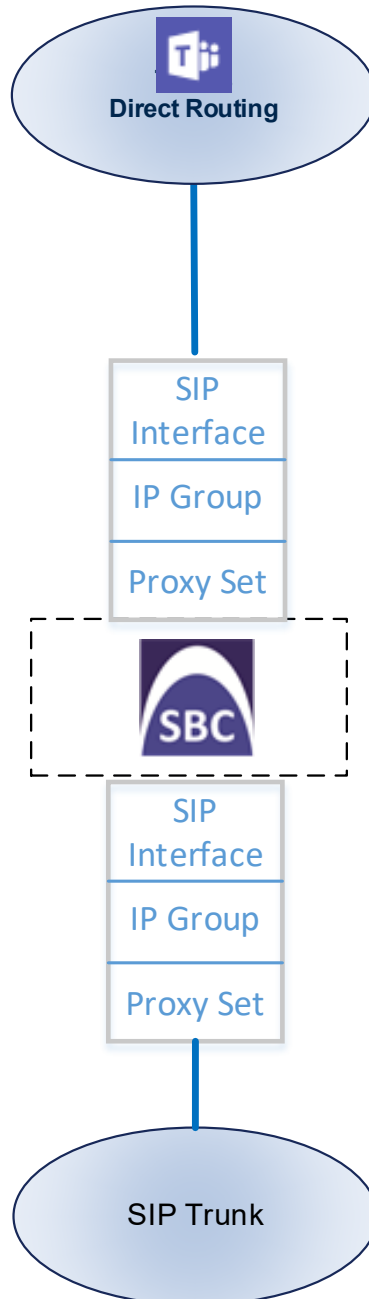 T
Direct Routing
SIP
Interface
IP Group
Proxy Set
SBC
SIP
Interface
IP Group
Proxy Set
SIP Trunk